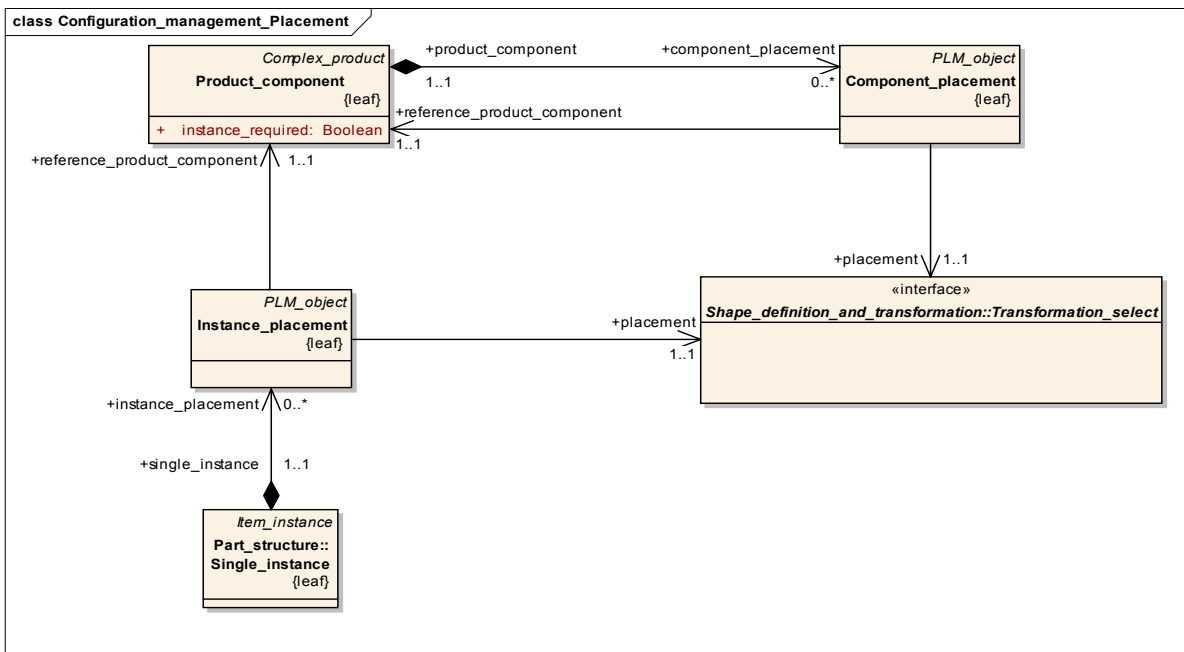 class Configuration_management_Placement
Complex_product
Product_component
{leaf}
+ instance_required: Boolean
+product_component
1..1
+component_placement
0..*
PLM_object
Component_placement
{leaf}
+reference_product_component
1..1
+reference_product_component
1..1
+placement
1..1
«interface»
Shape_definition_and_transformation::Transformation_select
PLM_object
Instance_placement
{leaf}
+placement
1..1
+instance_placement
0..*
+single_instance
1..1
Item_instance
Part_structure::
Single_instance
{leaf}